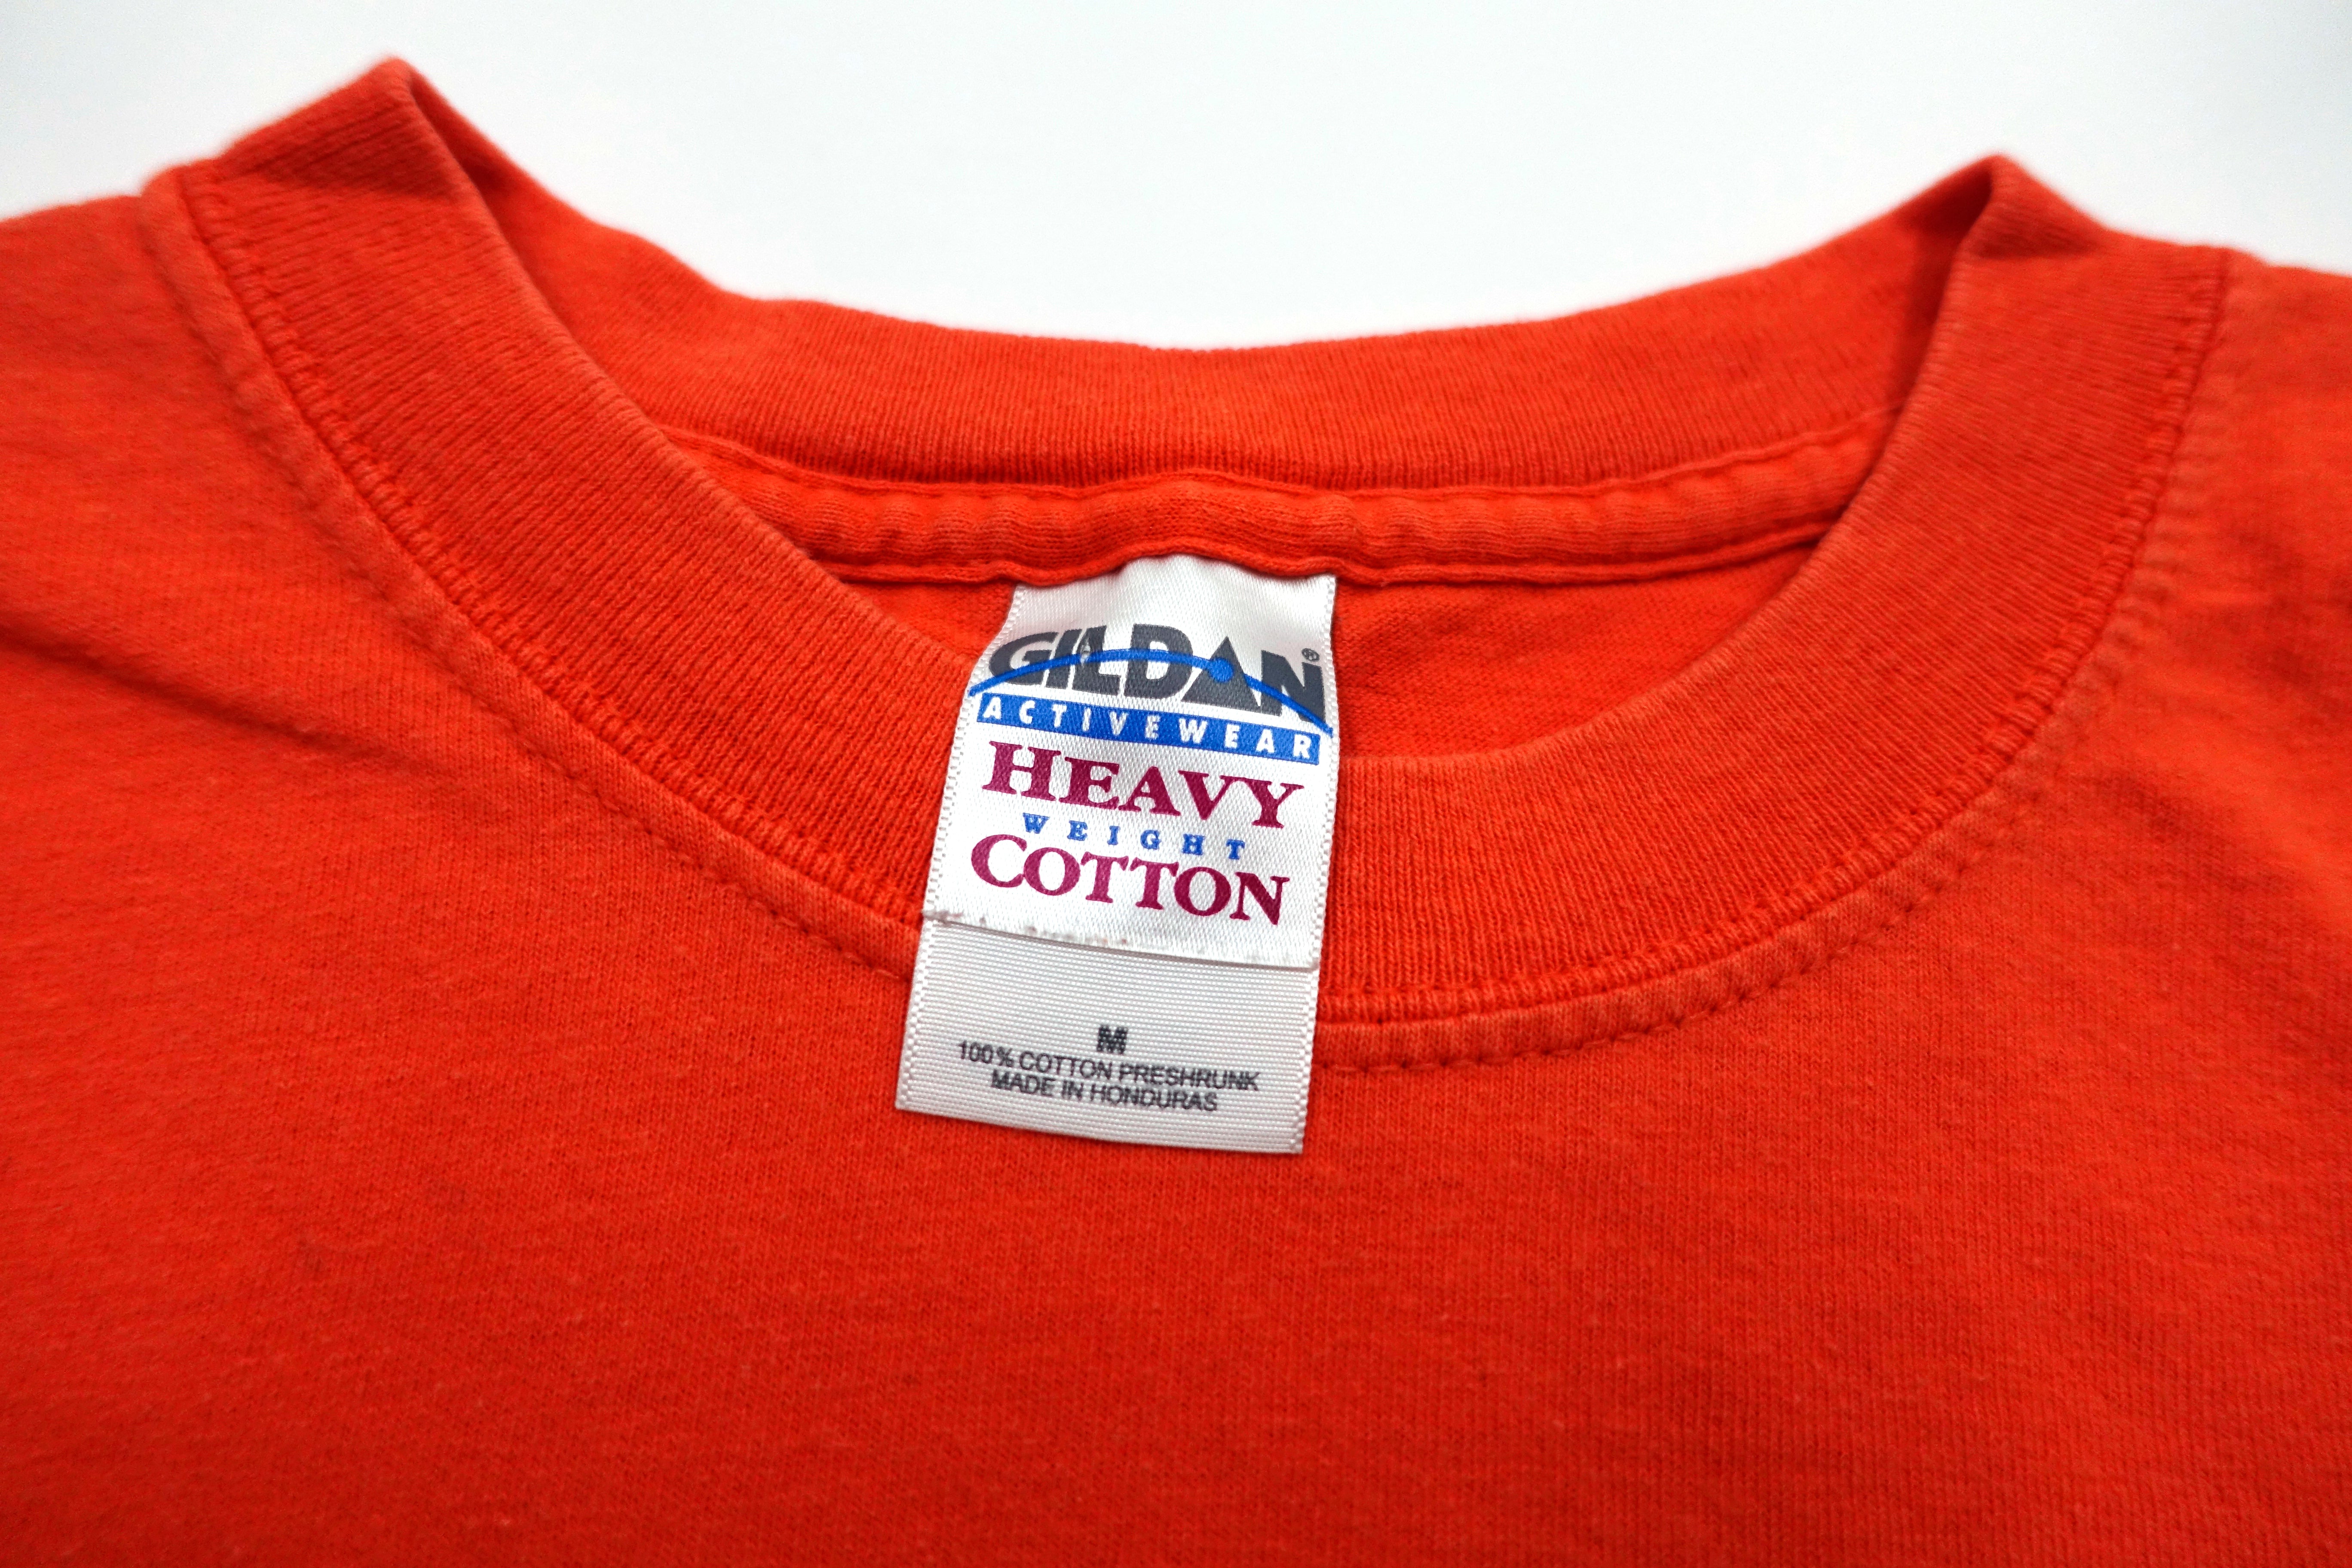 GILDAN®
ACTIVEWEAR
HEAVY
WEIGHT
COTTON
M
100% COTTON PRESHRUNK
MADE IN HONDURAS